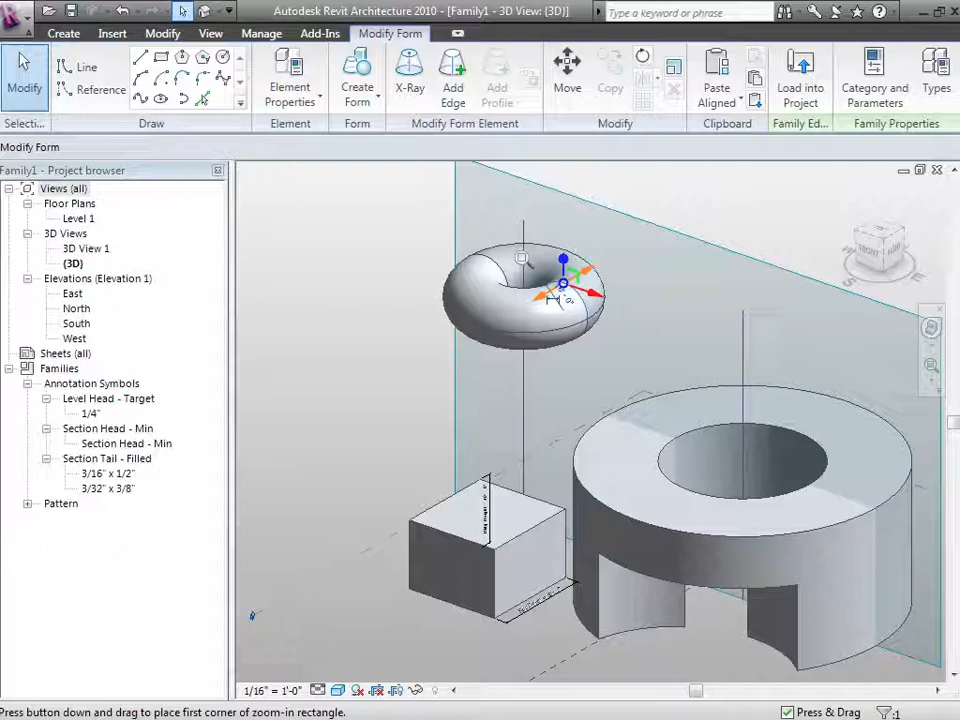 Autodesk Revit Architecture 2010 - [Family1 - 3D View: {3D}]
Type a keyword or phrase
Create Insert Modify View Manage Add-Ins Modify Form
Modify
Line
Reference
Element Properties
Create Form
X-Ray
Add Edge
Add Profile
Move
Copy
Paste Aligned
Load into Project
Category and Parameters
Types
Selecti... Draw Element Form Modify Form Element Modify Clipboard Family Ed... Family Properties
Modify Form
Family1 - Project browser
Views (all)
Floor Plans
Level 1
3D Views
3D View 1
{3D}
Elevations (Elevation 1)
East
North
South
West
Sheets (all)
Families
Annotation Symbols
Level Head - Target
1/4"
Section Head - Min
Section Head - Min
Section Tail - Filled
3/16" x 1/2"
3/32" x 3/8"
Pattern
FRONT
1/16" = 1'-0"
Press button down and drag to place first corner of zoom-in rectangle.
Press & Drag
:1